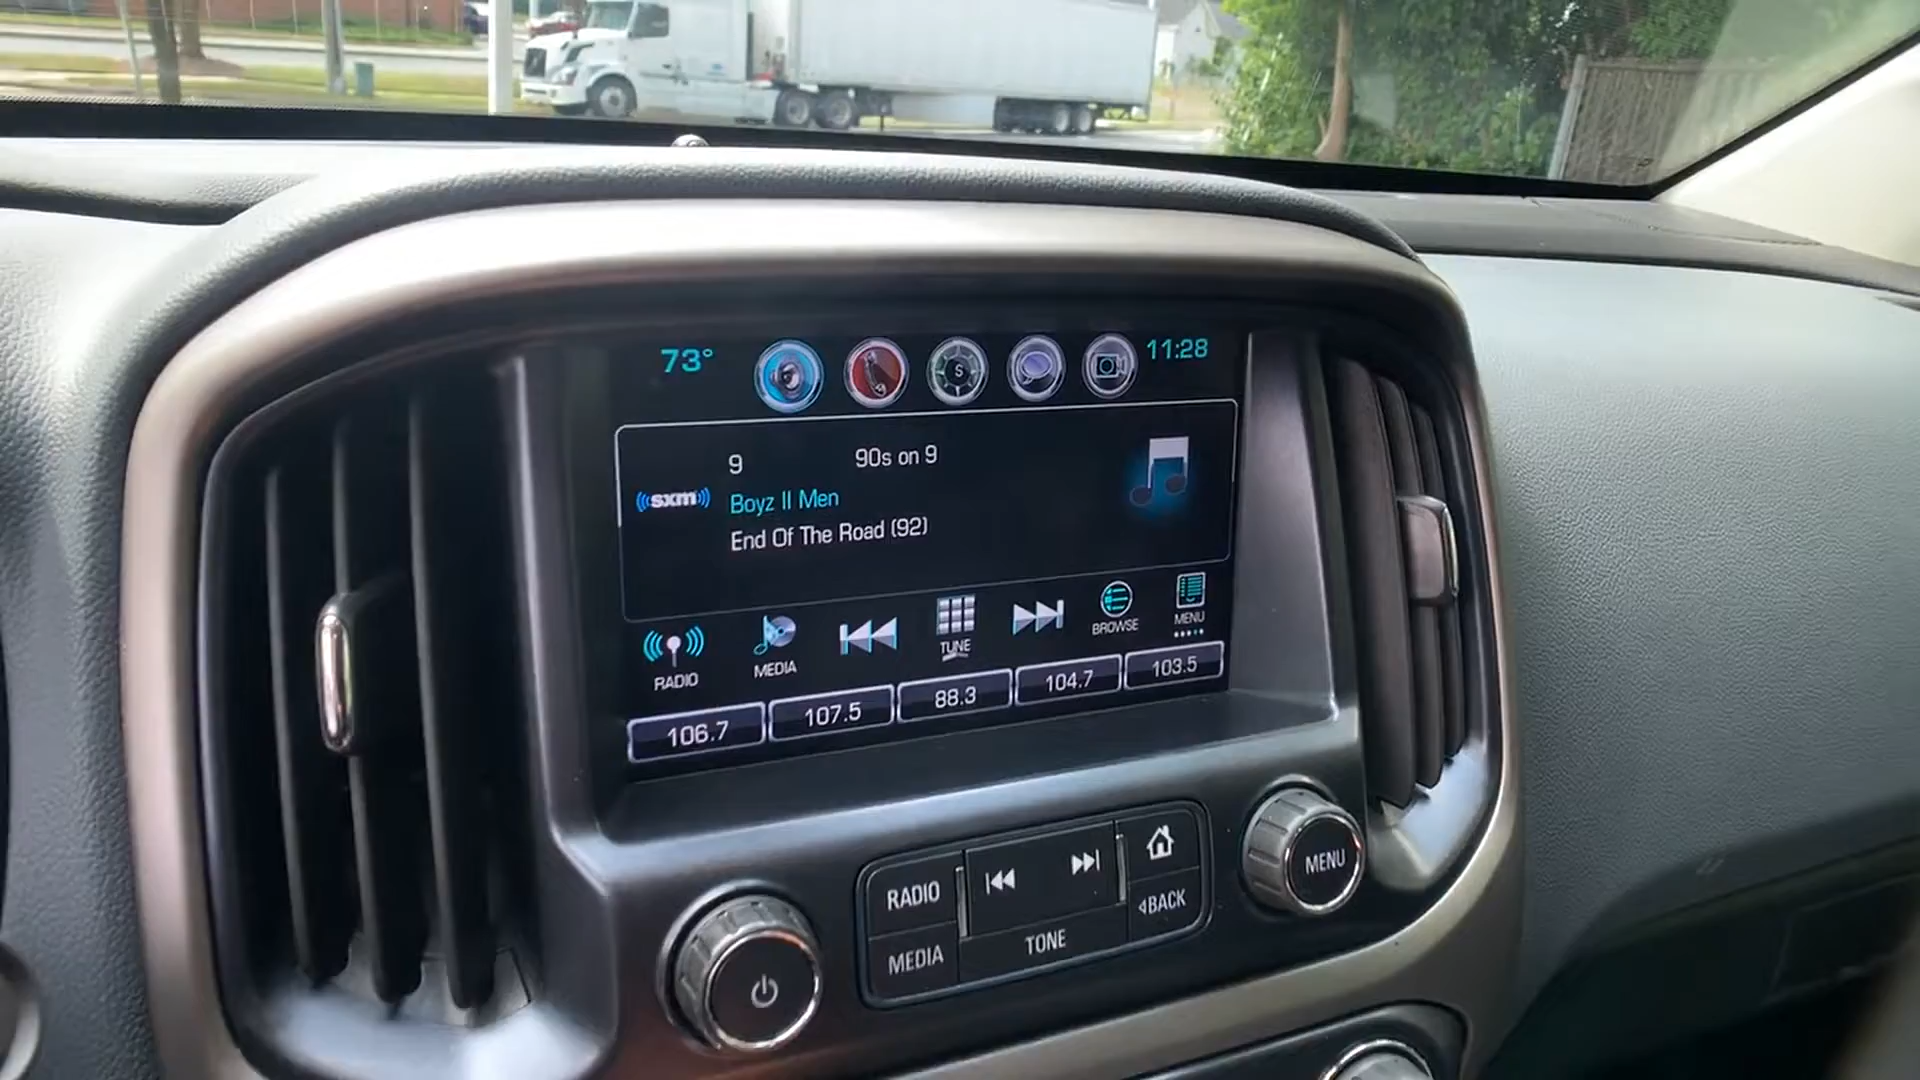 73° S 11:28
9 90s on 9
((sxm)) Boyz II Men
End Of The Road (92)
RADIO MEDIA TUNE BROWSE MENU
106.7 107.5 88.3 104.7 103.5
RADIO
MEDIA
TONE
BACK
MENU